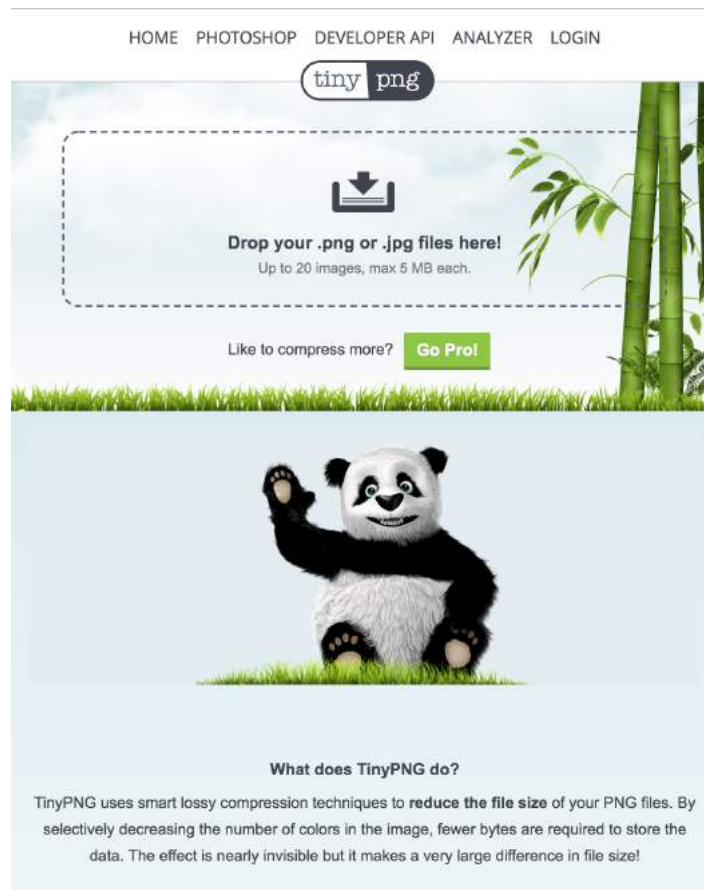 HOME PHOTOSHOP DEVELOPER API ANALYZER LOGIN
tiny png
Drop your .png or .jpg files here!
Up to 20 images, max 5 MB each.
Like to compress more? Go Pro!
What does TinyPNG do?
TinyPNG uses smart lossy compression techniques to reduce the file size of your PNG files. By
selectively decreasing the number of colors in the image, fewer bytes are required to store the
data. The effect is nearly invisible but it makes a very large difference in file size!